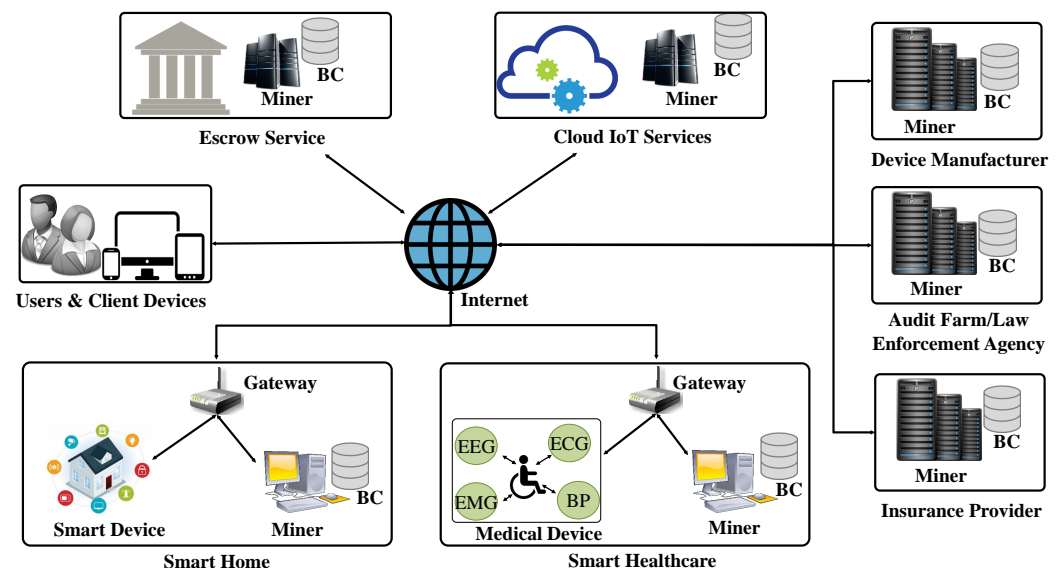 BC
Miner
Escrow Service
BC
Miner
Cloud IoT Services
BC
Miner
Device Manufacturer
Users & Client Devices
Internet
BC
Miner
Audit Farm/Law
Enforcement Agency
Gateway
Smart Device
BC
Miner
Smart Home
Gateway
EEG
ECG
EMG
BP
Medical Device
BC
Miner
Smart Healthcare
BC
Miner
Insurance Provider